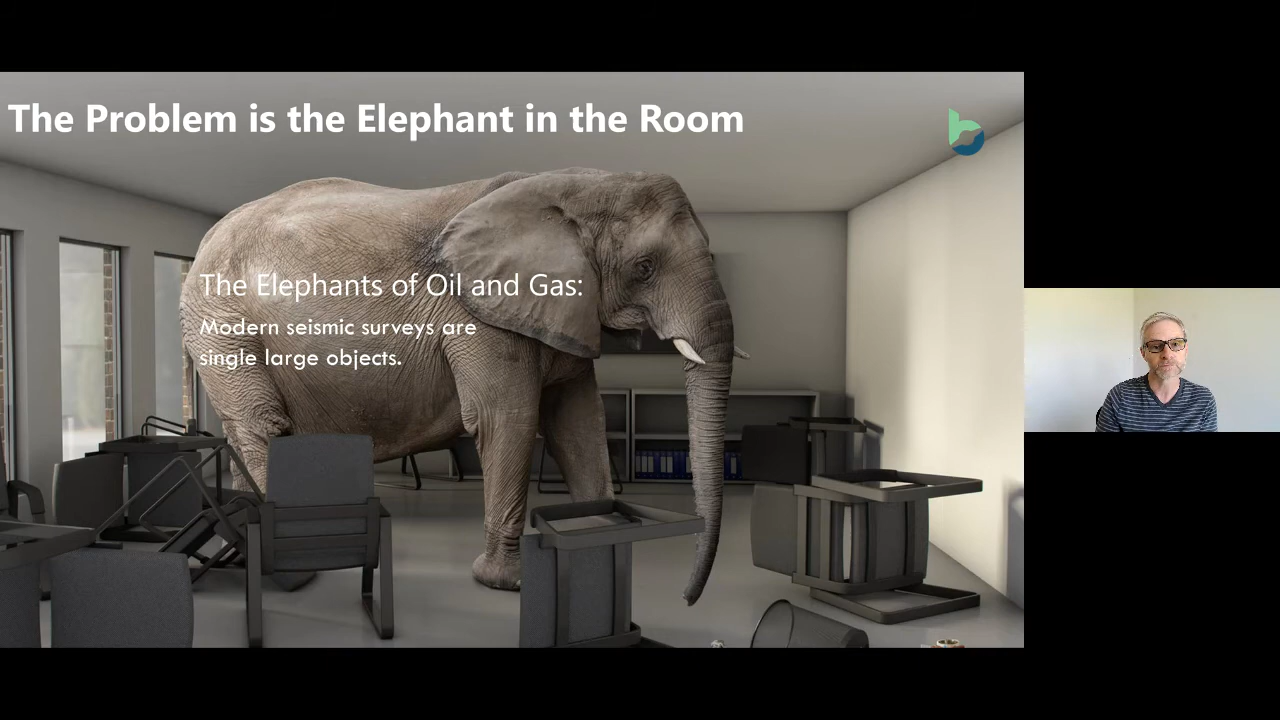 The Problem is the Elephant in the Room
The Elephants of Oil and Gas:
Modern seismic surveys are
single large objects.